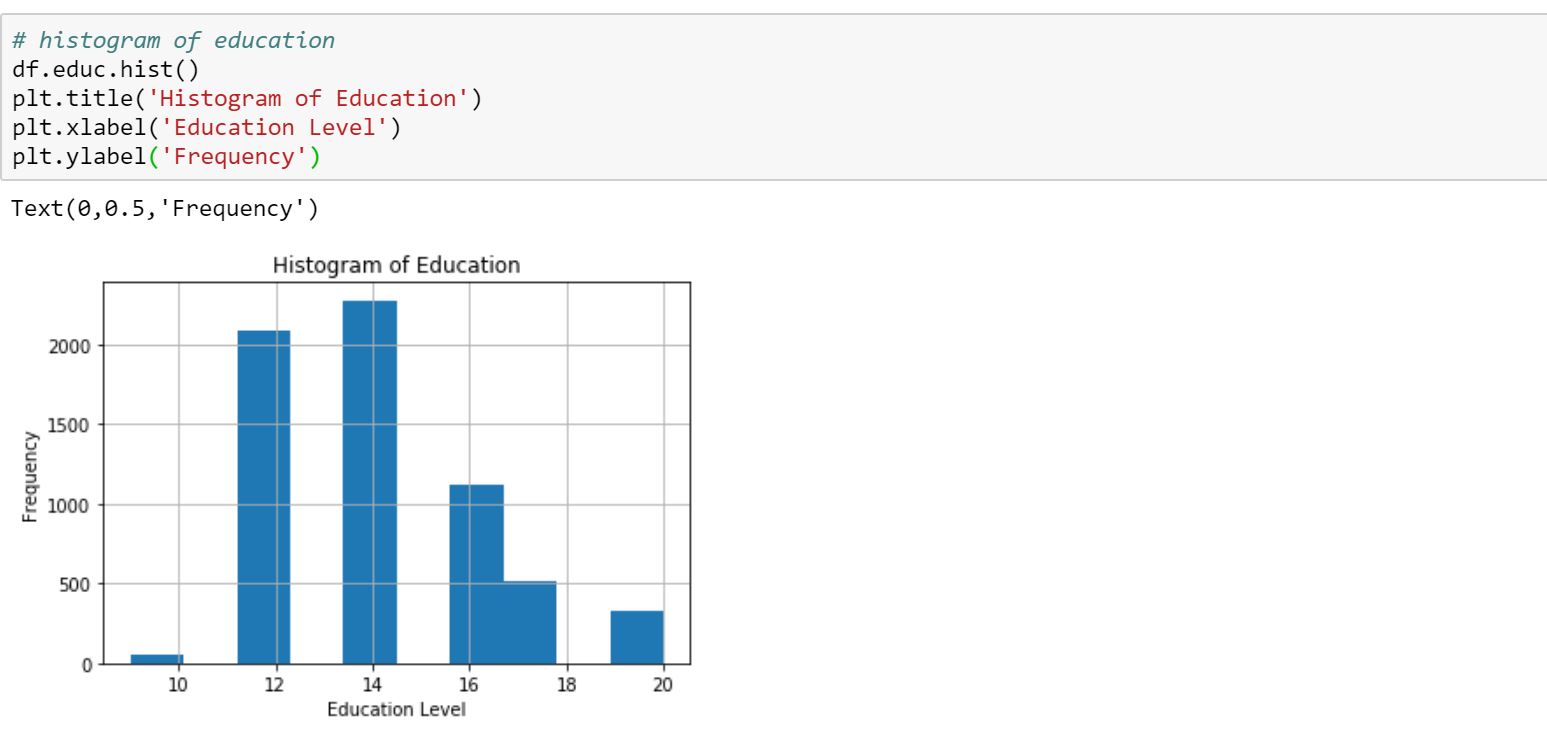 # histogram of education
df.educ.hist()
plt.title('Histogram of Education')
plt.xlabel('Education Level')
plt.ylabel('Frequency')
Text(0,0.5,'Frequency')
Histogram of Education
2000
1500
1000
500
0
Frequency
10 12 14 16 18 20
Education Level